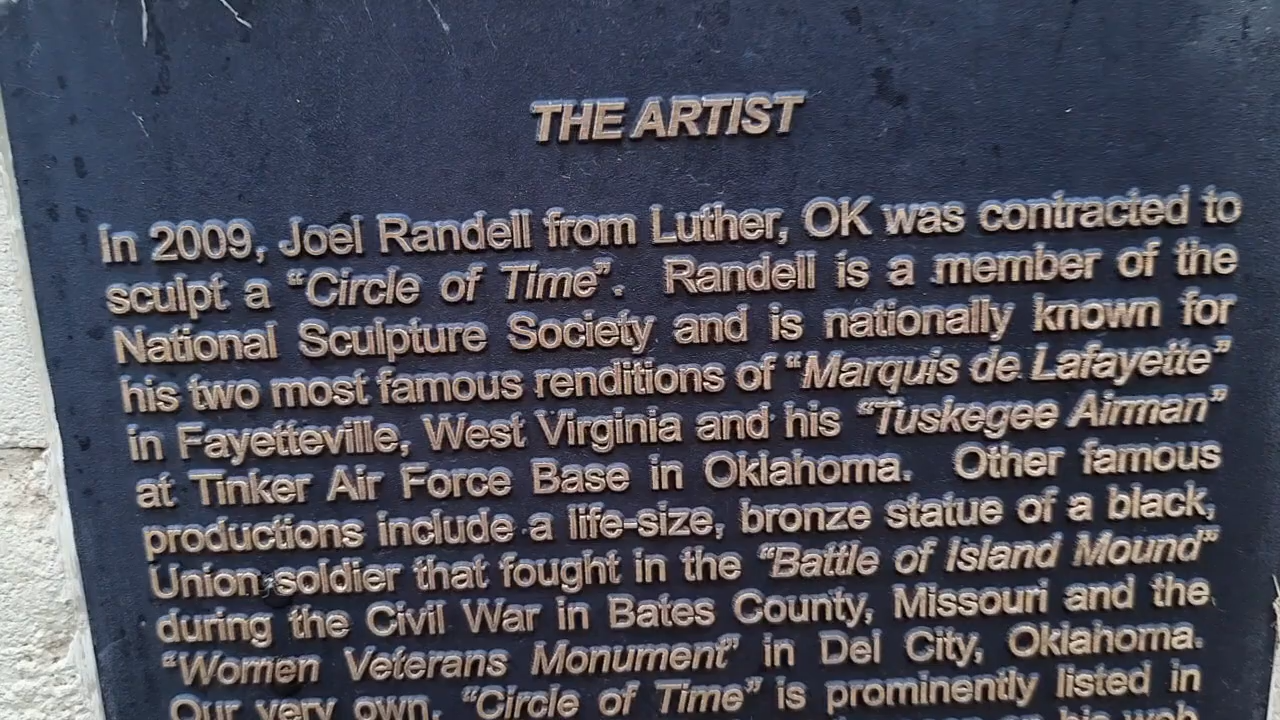 THE ARTIST
In 2009, Joel Randell from Luther, OK was contracted to
sculpt a "Circle of Time". Randell is a member of the
National Sculpture Society and is nationally known for
his two most famous renditions of "Marquis de Lafayette"
in Fayetteville, West Virginia and his "Tuskegee Airman"
at Tinker Air Force Base in Oklahoma. Other famous
productions include a life-size, bronze statue of a black,
Union soldier that fought in the "Battle of Island Mound"
during the Civil War in Bates County, Missouri and the
"Women Veterans Monument" in Del City, Oklahoma.
Our very own, "Circle of Time" is prominently listed in
on his web